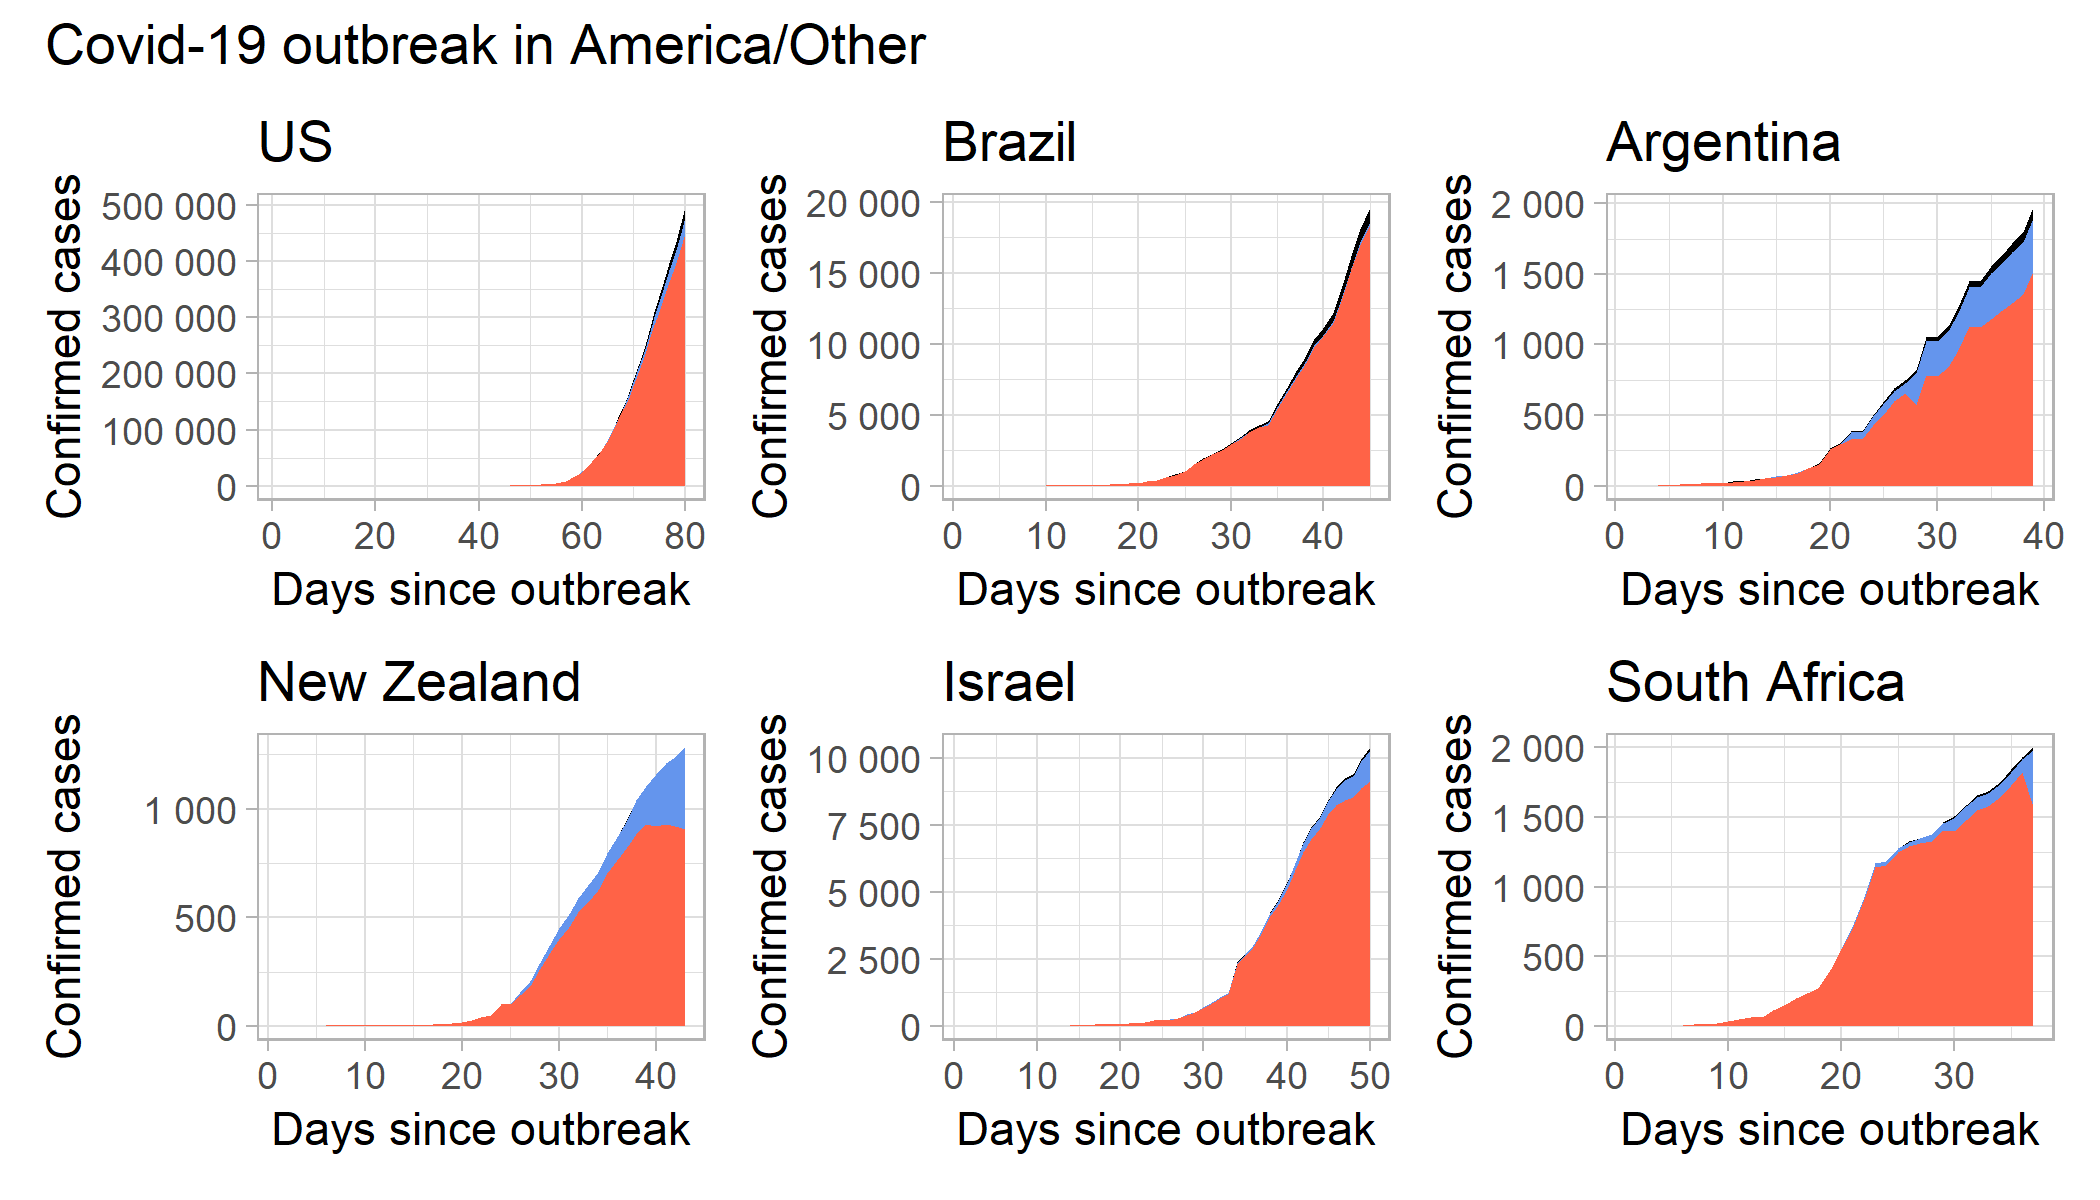 Covid-19 outbreak in America/Other
US
Confirmed cases
500 000
400 000
300 000
200 000
100 000
0
0 20 40 60 80
Days since outbreak
Brazil
Confirmed cases
20 000
15 000
10 000
5 000
0
0 10 20 30 40
Days since outbreak
Argentina
Confirmed cases
2 000
1 500
1 000
500
0
0 10 20 30 40
Days since outbreak
New Zealand
Confirmed cases
1 000
500
0
0 10 20 30 40
Days since outbreak
Israel
Confirmed cases
10 000
7 500
5 000
2 500
0
0 10 20 30 40 50
Days since outbreak
South Africa
Confirmed cases
2 000
1 500
1 000
500
0
0 10 20 30
Days since outbreak